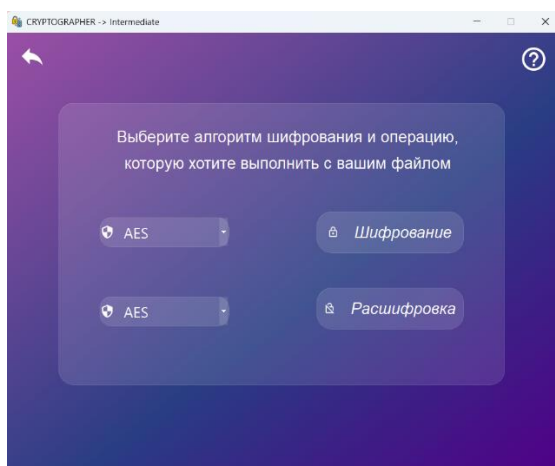 CRYPTOGRAPHER -> Intermediate
Выберите алгоритм шифрования и операцию,
которую хотите выполнить с вашим файлом
AES
Шифрование
AES
Расшифровка